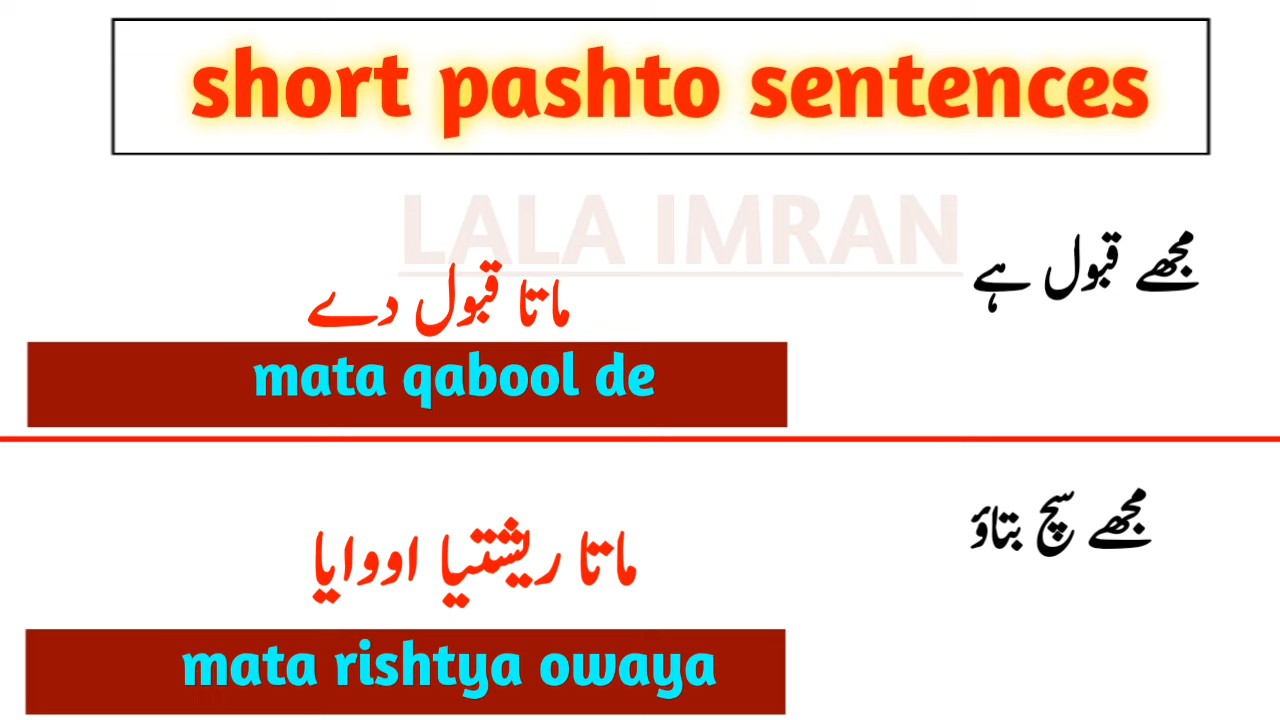 short pashto sentences
LALA IMRAN
مجھے قبول ہے
ماتا قبول دے
mata qabool de
مجھے سچ بتاؤ
ماتا ریشتیا اووایا
mata rishtya owaya